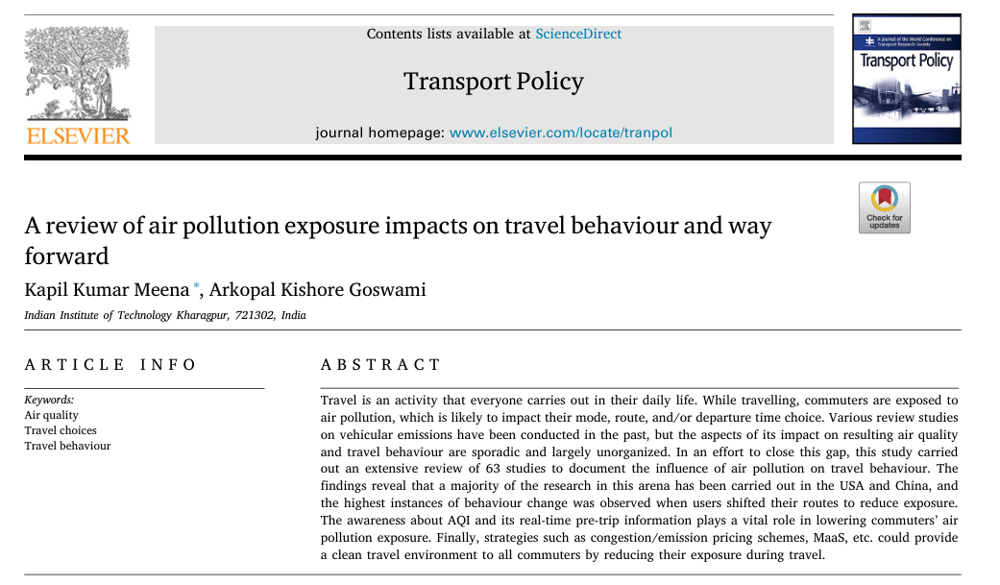 Contents lists available at ScienceDirect
Transport Policy
journal homepage: www.elsevier.com/locate/tranpol
ELSEVIER
Transport Policy
Check for
updates
A review of air pollution exposure impacts on travel behaviour and way
forward
Kapil Kumar Meena *, Arkopal Kishore Goswami
Indian Institute of Technology Kharagpur, 721302, India
ARTICLE INFO
Keywords:
Air quality
Travel choices
Travel behaviour
ABSTRACT
Travel is an activity that everyone carries out in their daily life. While travelling, commuters are exposed to
air pollution, which is likely to impact their mode, route, and/or departure time choice. Various review studies
on vehicular emissions have been conducted in the past, but the aspects of its impact on resulting air quality
and travel behaviour are sporadic and largely unorganized. In an effort to close this gap, this study carried
out an extensive review of 63 studies to document the influence of air pollution on travel behaviour. The
findings reveal that a majority of the research in this arena has been carried out in the USA and China, and
the highest instances of behaviour change was observed when users shifted their routes to reduce exposure.
The awareness about AQI and its real-time pre-trip information plays a vital role in lowering commuters' air
pollution exposure. Finally, strategies such as congestion/emission pricing schemes, MaaS, etc. could provide
a clean travel environment to all commuters by reducing their exposure during travel.